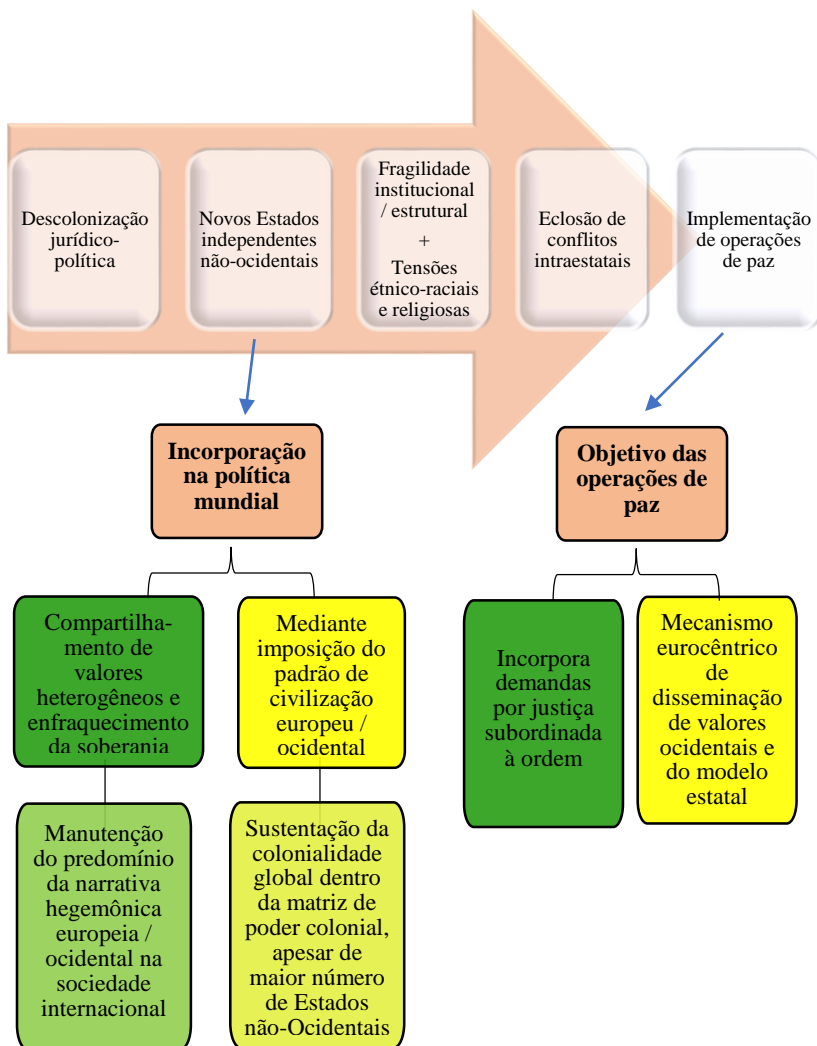 Descolonização
jurídico-
política
Novos Estados
independentes
não-ocidentais
Fragilidade
institucional
/ estrutural
+
Tensões
étnico-raciais
e religiosas
Eclosão de
conflitos
intraestatais
Implementação
de operações
de paz
Incorporação
na política
mundial
Objetivo das
operações de
paz
Compartilha-
mento de
valores
heterogêneos e
enfraquecimento
da soberania
Mediante
imposição do
padrão de
civilização
europeu /
ocidental
Incorpora
demandas
por justiça
subordinada
à ordem
Mecanismo
eurocêntrico
de
disseminação
de valores
ocidentais e
do modelo
estatal
Manutenção
do predomínio
da narrativa
hegemônica
europeia /
ocidental na
sociedade
internacional
Sustentação da
colonialidade
global dentro
da matriz de
poder colonial,
apesar de
maior número
de Estados
não-Ocidentais